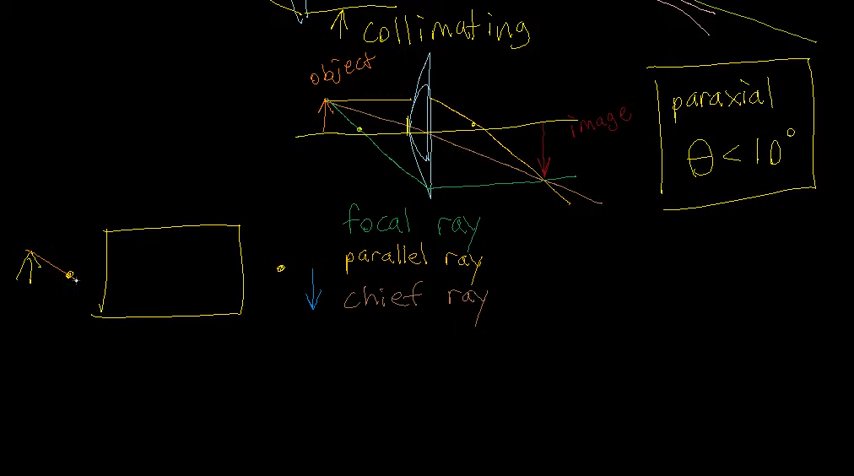 collimating
object
image
paraxial
θ < 10°
focal ray
parallel ray
chief ray